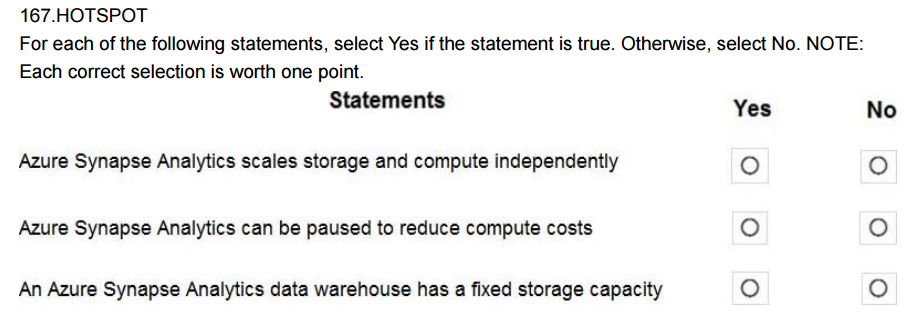 167.HOTSPOT
For each of the following statements, select Yes if the statement is true. Otherwise, select No. NOTE:
Each correct selection is worth one point.
Statements Yes No
Azure Synapse Analytics scales storage and compute independently
Azure Synapse Analytics can be paused to reduce compute costs
An Azure Synapse Analytics data warehouse has a fixed storage capacity